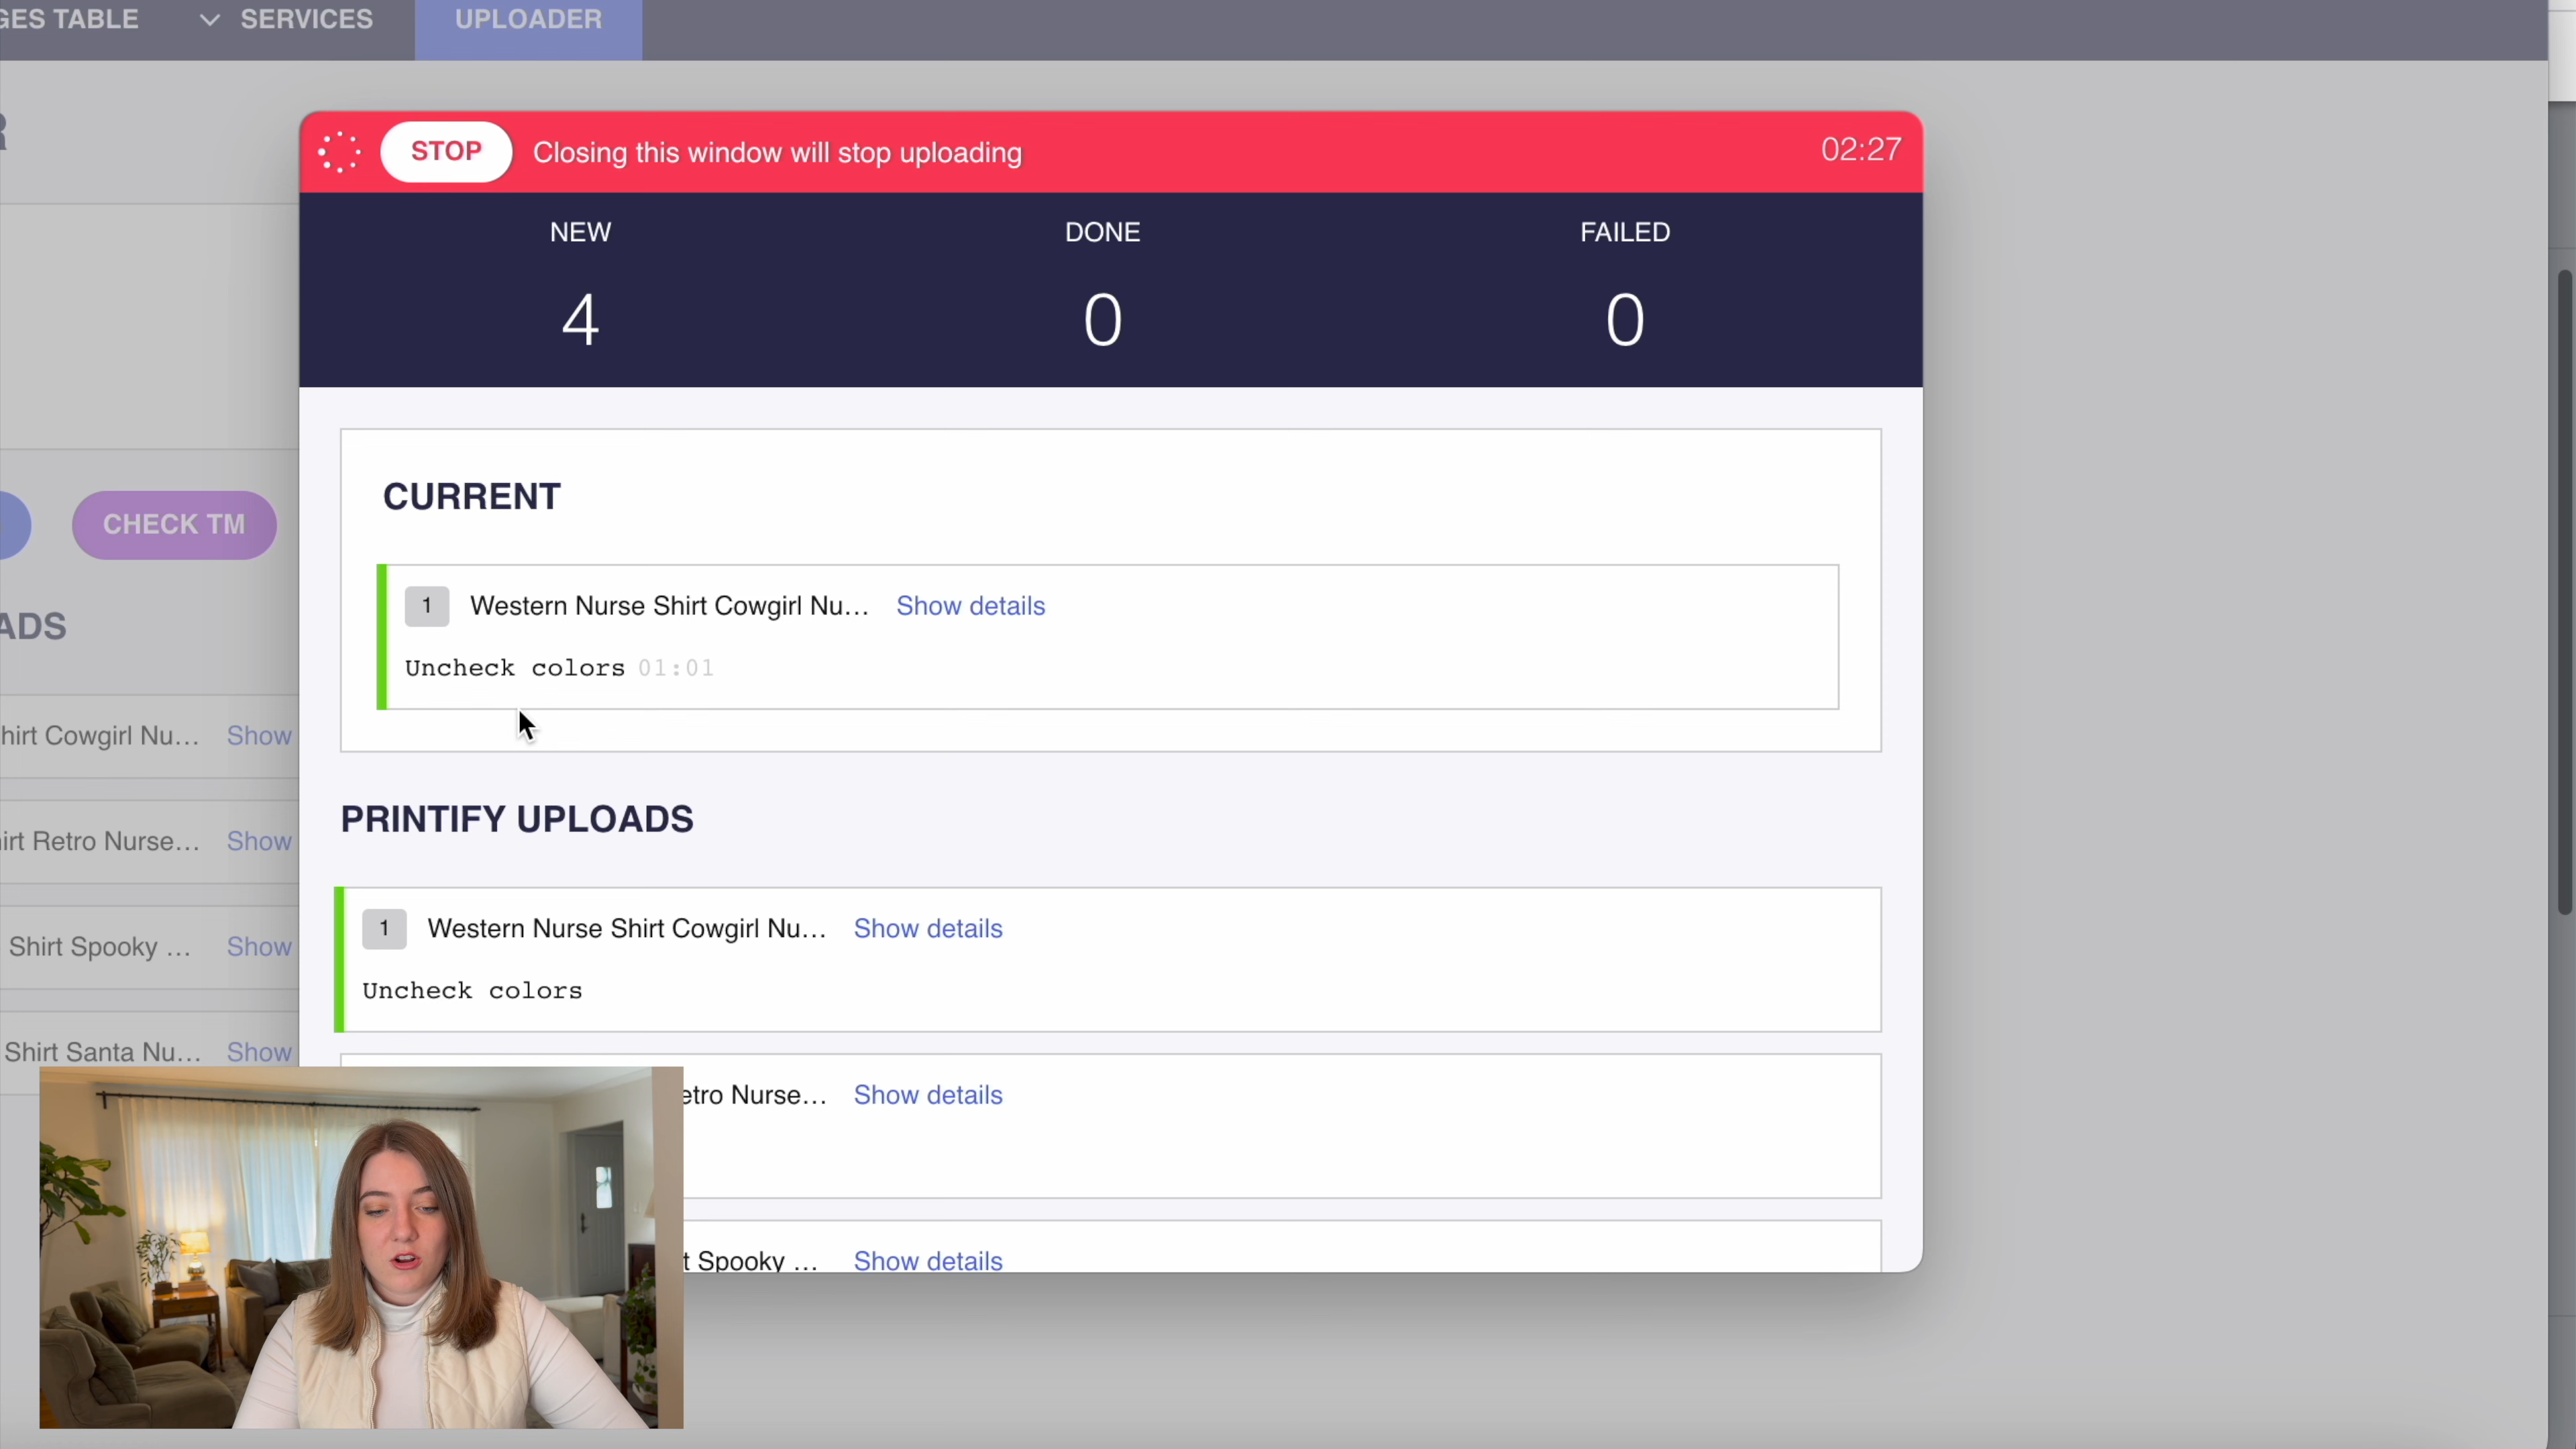 GES TABLE SERVICES UPLOADER
STOP Closing this window will stop uploading 02:27
NEW DONE FAILED
4 0 0
CURRENT
CHECK TM
1 Western Nurse Shirt Cowgirl Nu... Show details
ADS
Uncheck colors 01:01
hirt Cowgirl Nu... Show
PRINTIFY UPLOADS
irt Retro Nurse... Show
1 Western Nurse Shirt Cowgirl Nu... Show details
Shirt Spooky ... Show
Uncheck colors
Shirt Santa Nu... Show
etro Nurse... Show details
t Spooky ... Show details